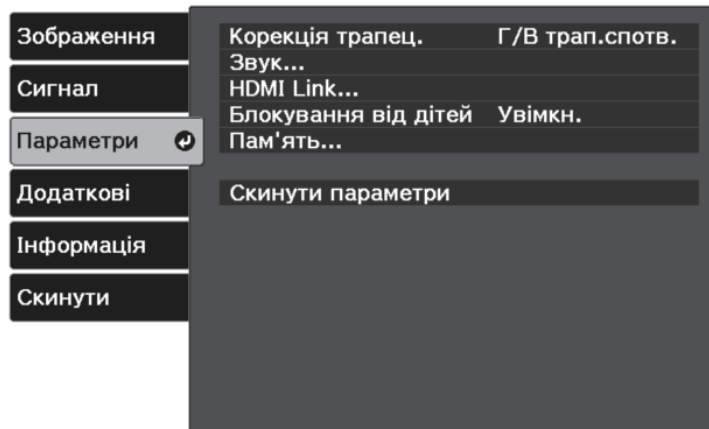 Зображення
Сигнал
Параметри
Додаткові
Інформація
Скинути
Корекція трапец. Г/В трап.спотв.
Звук...
HDMI Link...
Блокування від дітей Увімкн.
Пам'ять...
Скинути параметри